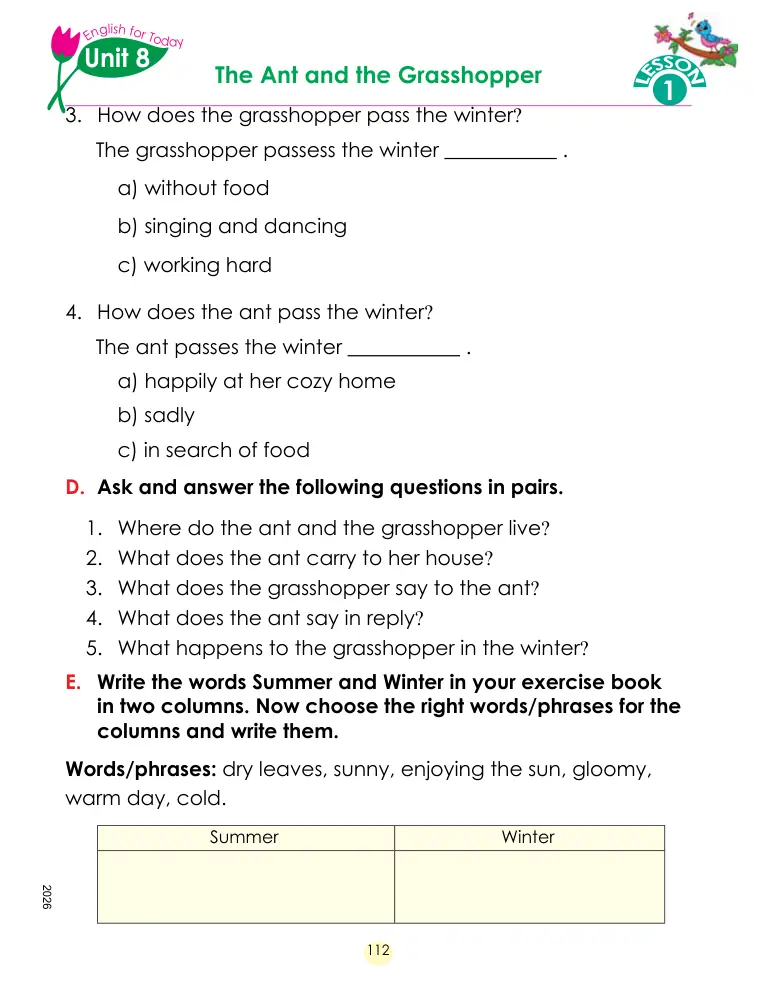 English for Today
Unit 8
The Ant and the Grasshopper
LESSON
1
3. How does the grasshopper pass the winter?
The grasshopper possess the winter ___________ .
a) without food
b) singing and dancing
c) working hard
4. How does the ant pass the winter?
The ant passes the winter ___________ .
a) happily at her cozy home
b) sadly
c) in search of food
D. Ask and answer the following questions in pairs.
1. Where do the ant and the grasshopper live?
2. What does the ant carry to her house?
3. What does the grasshopper say to the ant?
4. What does the ant say in reply?
5. What happens to the grasshopper in the winter?
E. Write the words Summer and Winter in your exercise book
in two columns. Now choose the right words/phrases for the
columns and write them.
Words/phrases: dry leaves, sunny, enjoying the sun, gloomy,
warm day, cold.
Summer Winter
2026
112